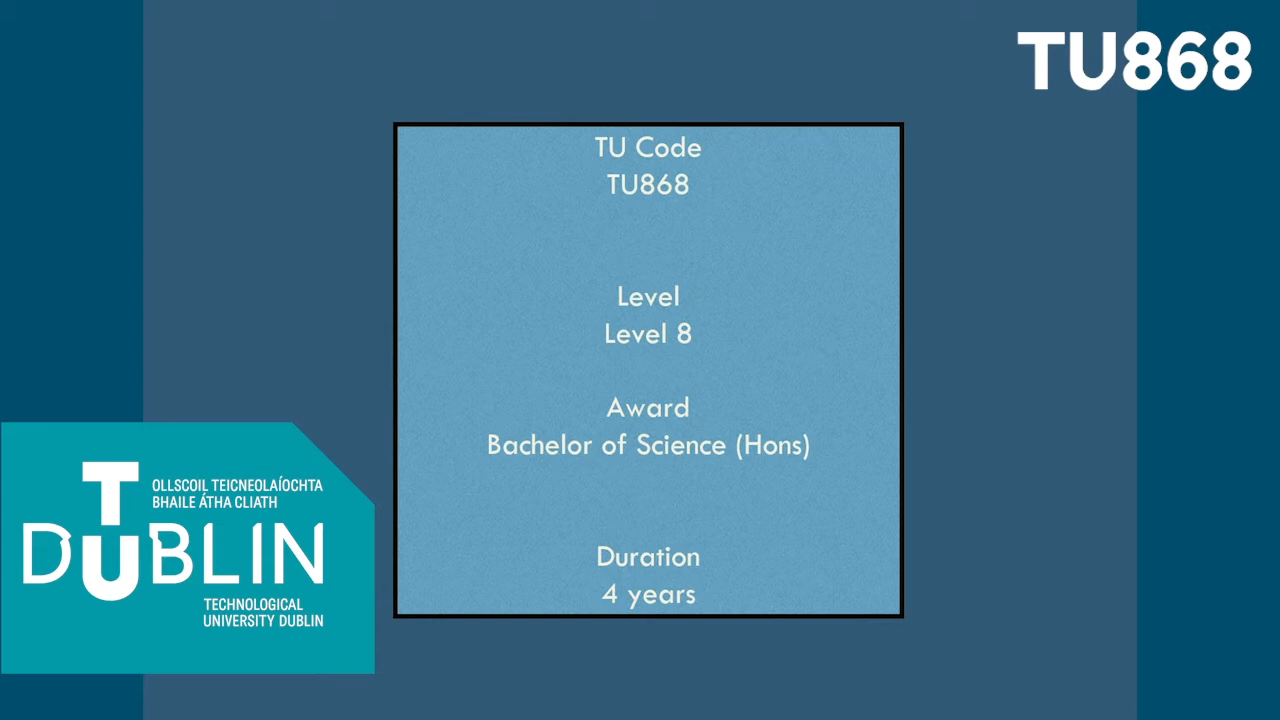 TU868
TU Code
TU868
Level
Level 8
Award
Bachelor of Science (Hons)
Duration
4 years
OLLSCOIL TEICNEOLAÍOCHTA
BHAILE ÁTHA CLIATH
TU DUBLIN
TECHNOLOGICAL
UNIVERSITY DUBLIN